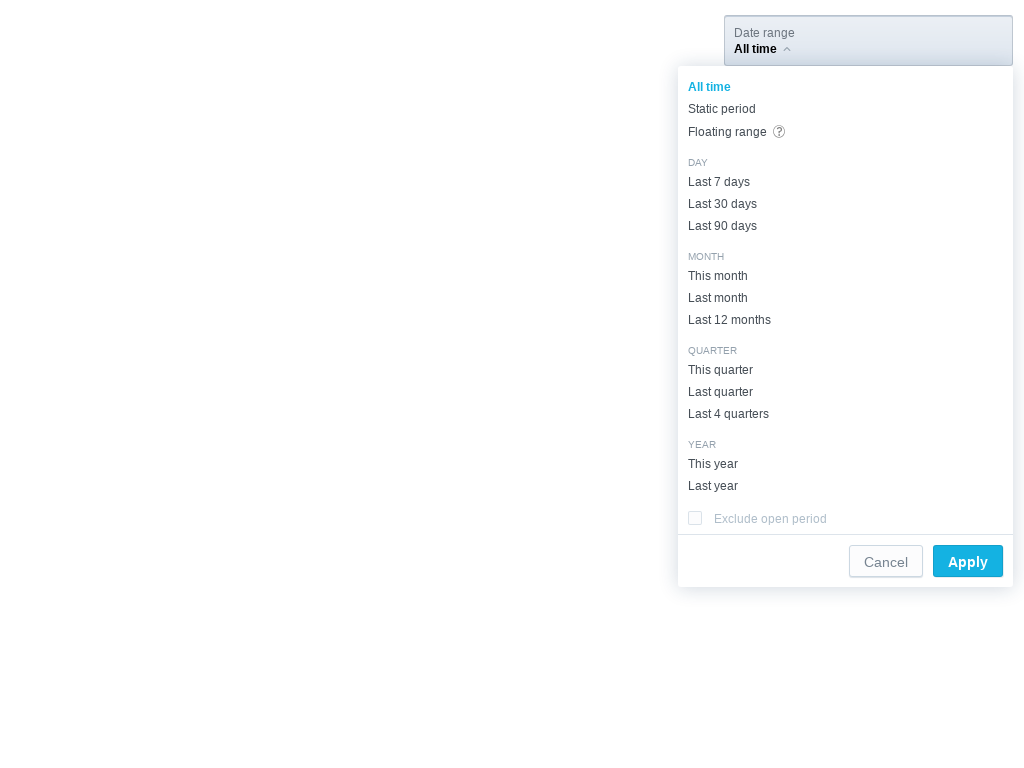 Date range
All time
All time
Static period
Floating range ?
DAY
Last 7 days
Last 30 days
Last 90 days
MONTH
This month
Last month
Last 12 months
QUARTER
This quarter
Last quarter
Last 4 quarters
YEAR
This year
Last year
Exclude open period
Cancel Apply